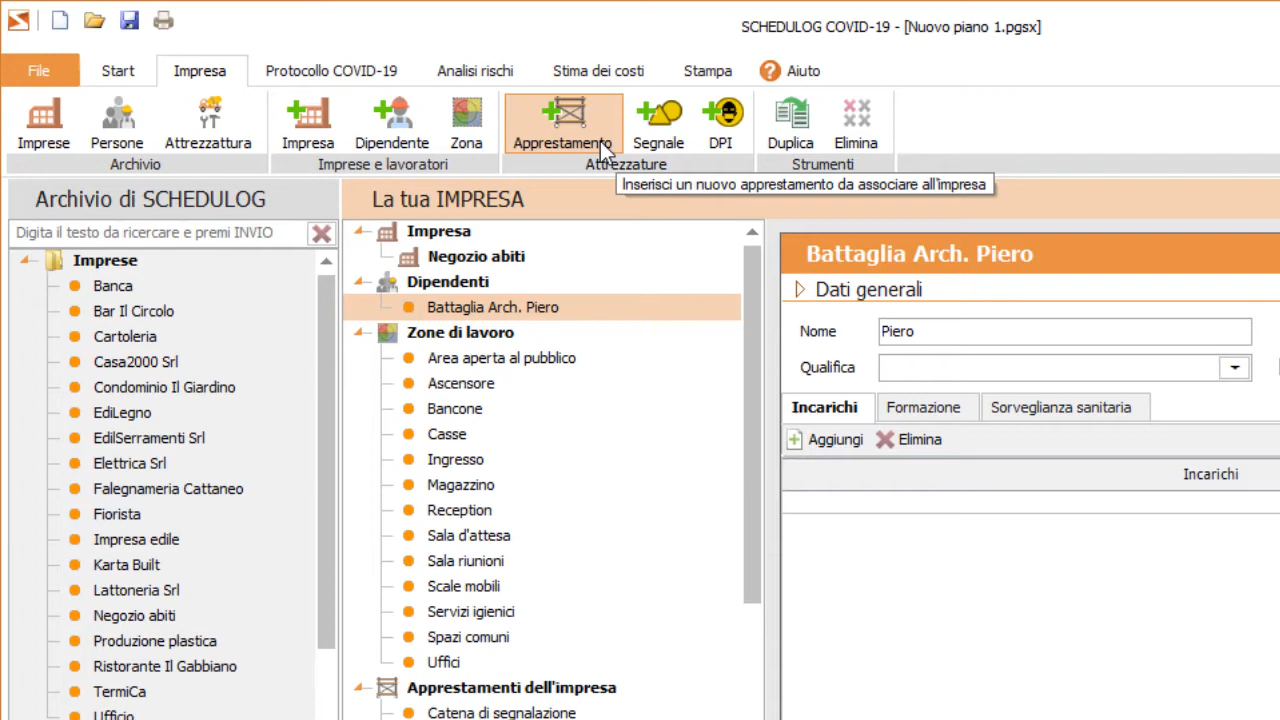 SCHEDULOG COVID-19 - [Nuovo piano 1.pgsx]
File
Start
Impresa
Protocollo COVID-19
Analisi rischi
Stima dei costi
Stampa
Aiuto
Imprese
Persone
Attrezzattura
Impresa
Dipendente
Zona
Apprestamento
Segnale
DPI
Duplica
Elimina
Archivio
Imprese e lavoratori
Attrezzature
Strumenti
Inserisci un nuovo apprestamento da associare all'impresa
Archivio di SCHEDULOG
Digita il testo da ricercare e premi INVIO
Imprese
Banca
Bar Il Circolo
Cartoleria
Casa2000 Srl
Condominio Il Giardino
EdiLegno
EdilSerramenti Srl
Elettrica Srl
Falegnameria Cattaneo
Fiorista
Impresa edile
Karta Built
Lattoneria Srl
Negozio abiti
Produzione plastica
Ristorante Il Gabbiano
TermiCa
Ufficio
La tua IMPRESA
Impresa
Negozio abiti
Dipendenti
Battaglia Arch. Piero
Zone di lavoro
Area aperta al pubblico
Ascensore
Bancone
Casse
Ingresso
Magazzino
Reception
Sala d'attesa
Sala riunioni
Scale mobili
Servizi igienici
Spazi comuni
Uffici
Apprestamenti dell'impresa
Catena di segnalazione
Battaglia Arch. Piero
Dati generali
Nome
Piero
Qualifica
Incarichi
Formazione
Sorveglianza sanitaria
Aggiungi
Elimina
Incarichi